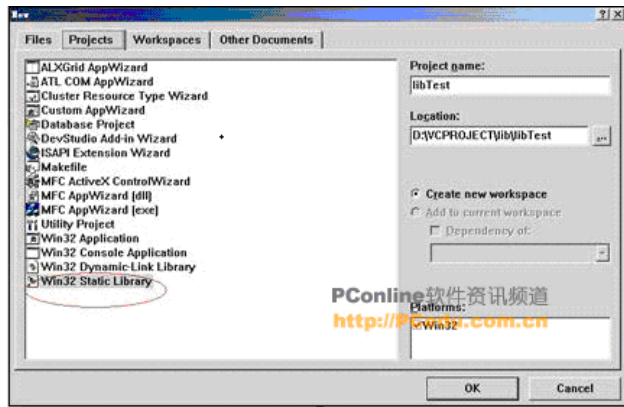 New
Files Projects Workspaces Other Documents
ALXGrid AppWizard
ATL COM AppWizard
Cluster Resource Type Wizard
Custom AppWizard
Database Project
DevStudio Add-in Wizard
ISAPI Extension Wizard
Makefile
MFC ActiveX ControlWizard
MFC AppWizard [dll]
MFC AppWizard [exe]
Utility Project
Win32 Application
Win32 Console Application
Win32 Dynamic-Link Library
Win32 Static Library
Project name:
libTest
Location:
D:\VCPROJECT\lib\libTest
...
Create new workspace
Add to current workspace
Dependency of:
PConline软件资讯频道
Platforms:
http://PCedu.com.cn
Win32
OK Cancel